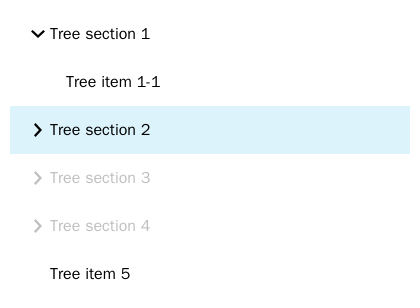 Tree section 1
Tree item 1-1
Tree section 2
Tree section 3
Tree section 4
Tree item 5